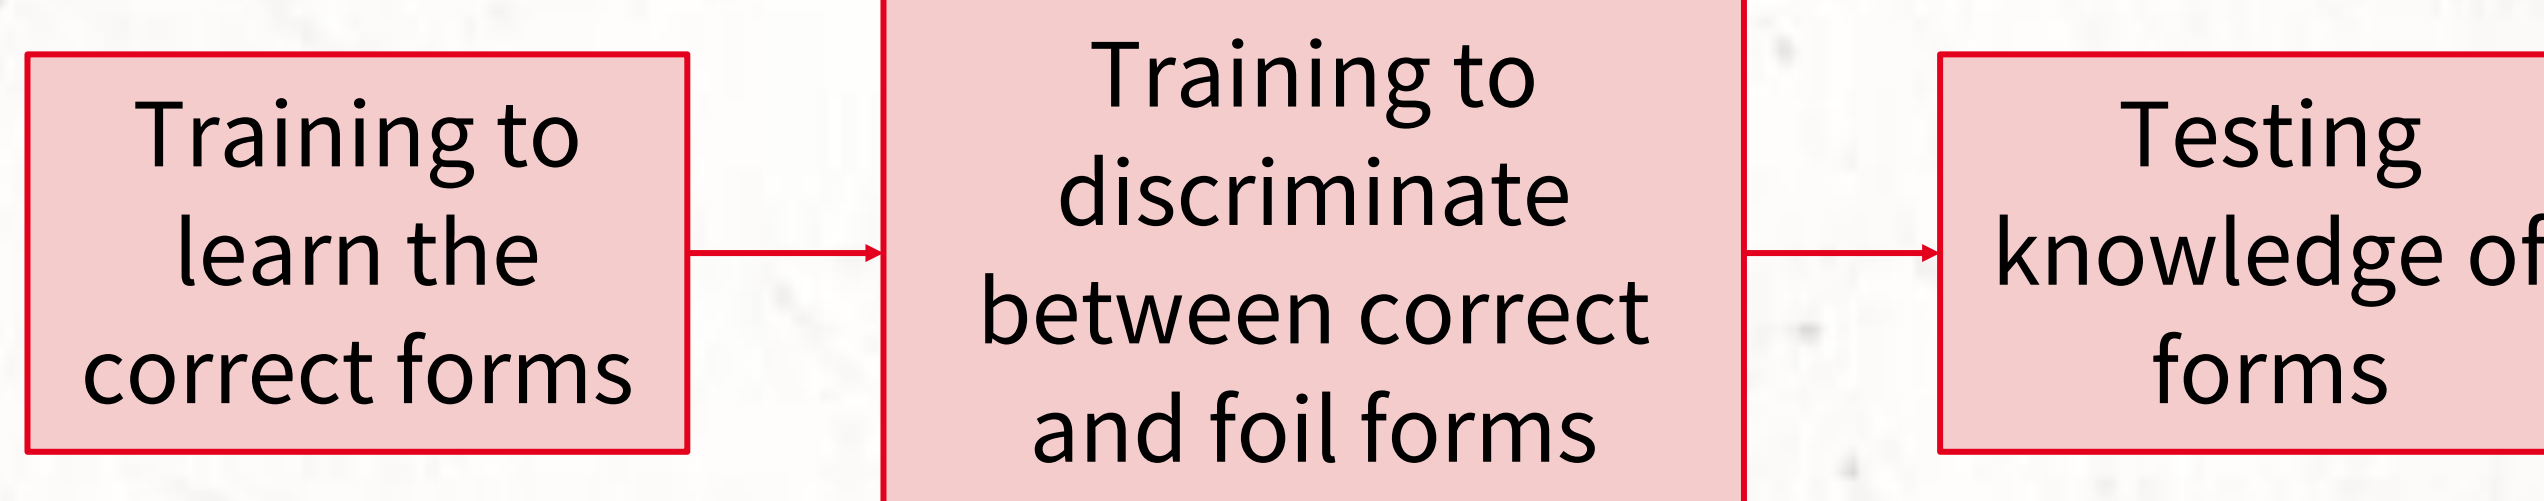 Training to
learn the
correct forms
Training to
discriminate
between correct
and foil forms
Testing
knowledge of
forms